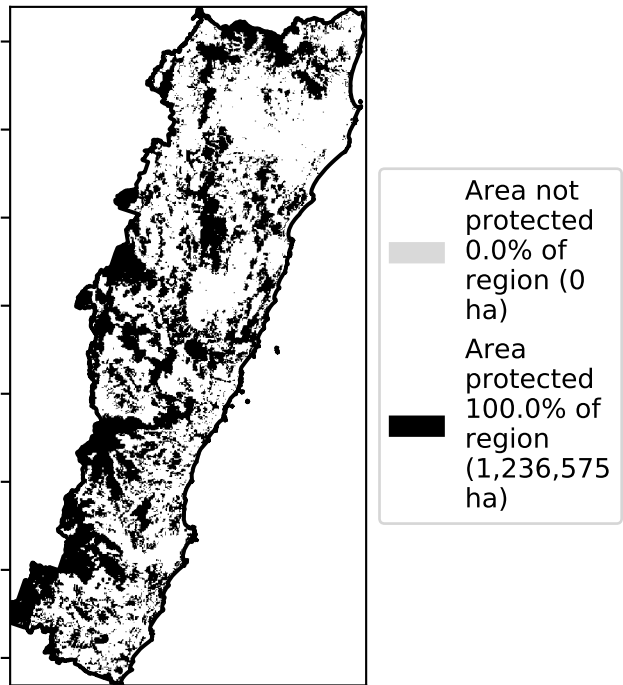 Area not
protected
0.0% of
region (0
ha)
Area
protected
100.0% of
region
(1,236,575
ha)